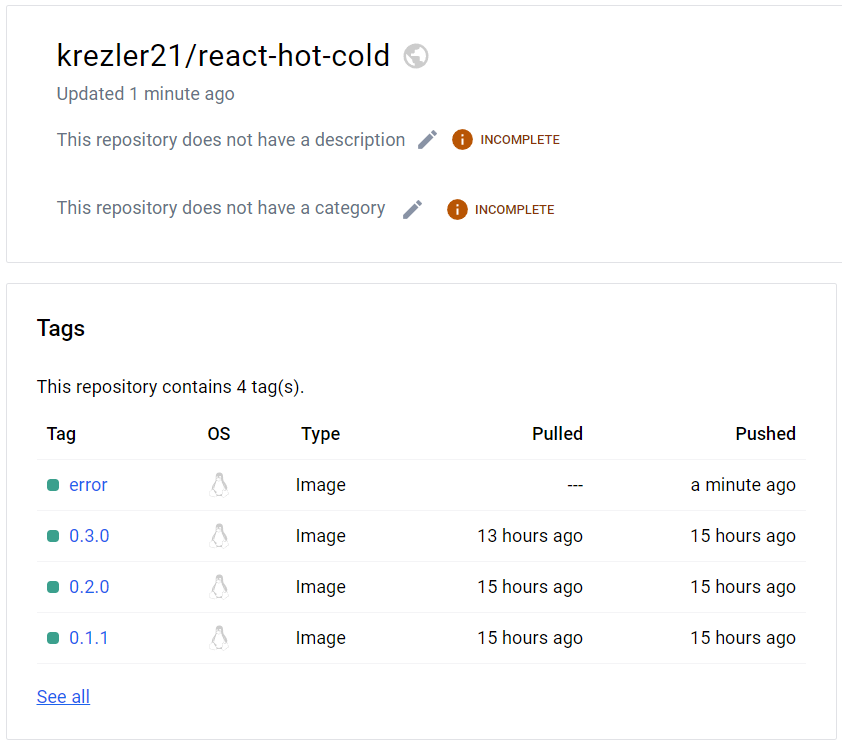 krezler21/react-hot-cold
Updated 1 minute ago
This repository does not have a description INCOMPLETE
This repository does not have a category INCOMPLETE
Tags
This repository contains 4 tag(s).
Tag OS Type Pulled Pushed
error Image --- a minute ago
0.3.0 Image 13 hours ago 15 hours ago
0.2.0 Image 15 hours ago 15 hours ago
0.1.1 Image 15 hours ago 15 hours ago
See all